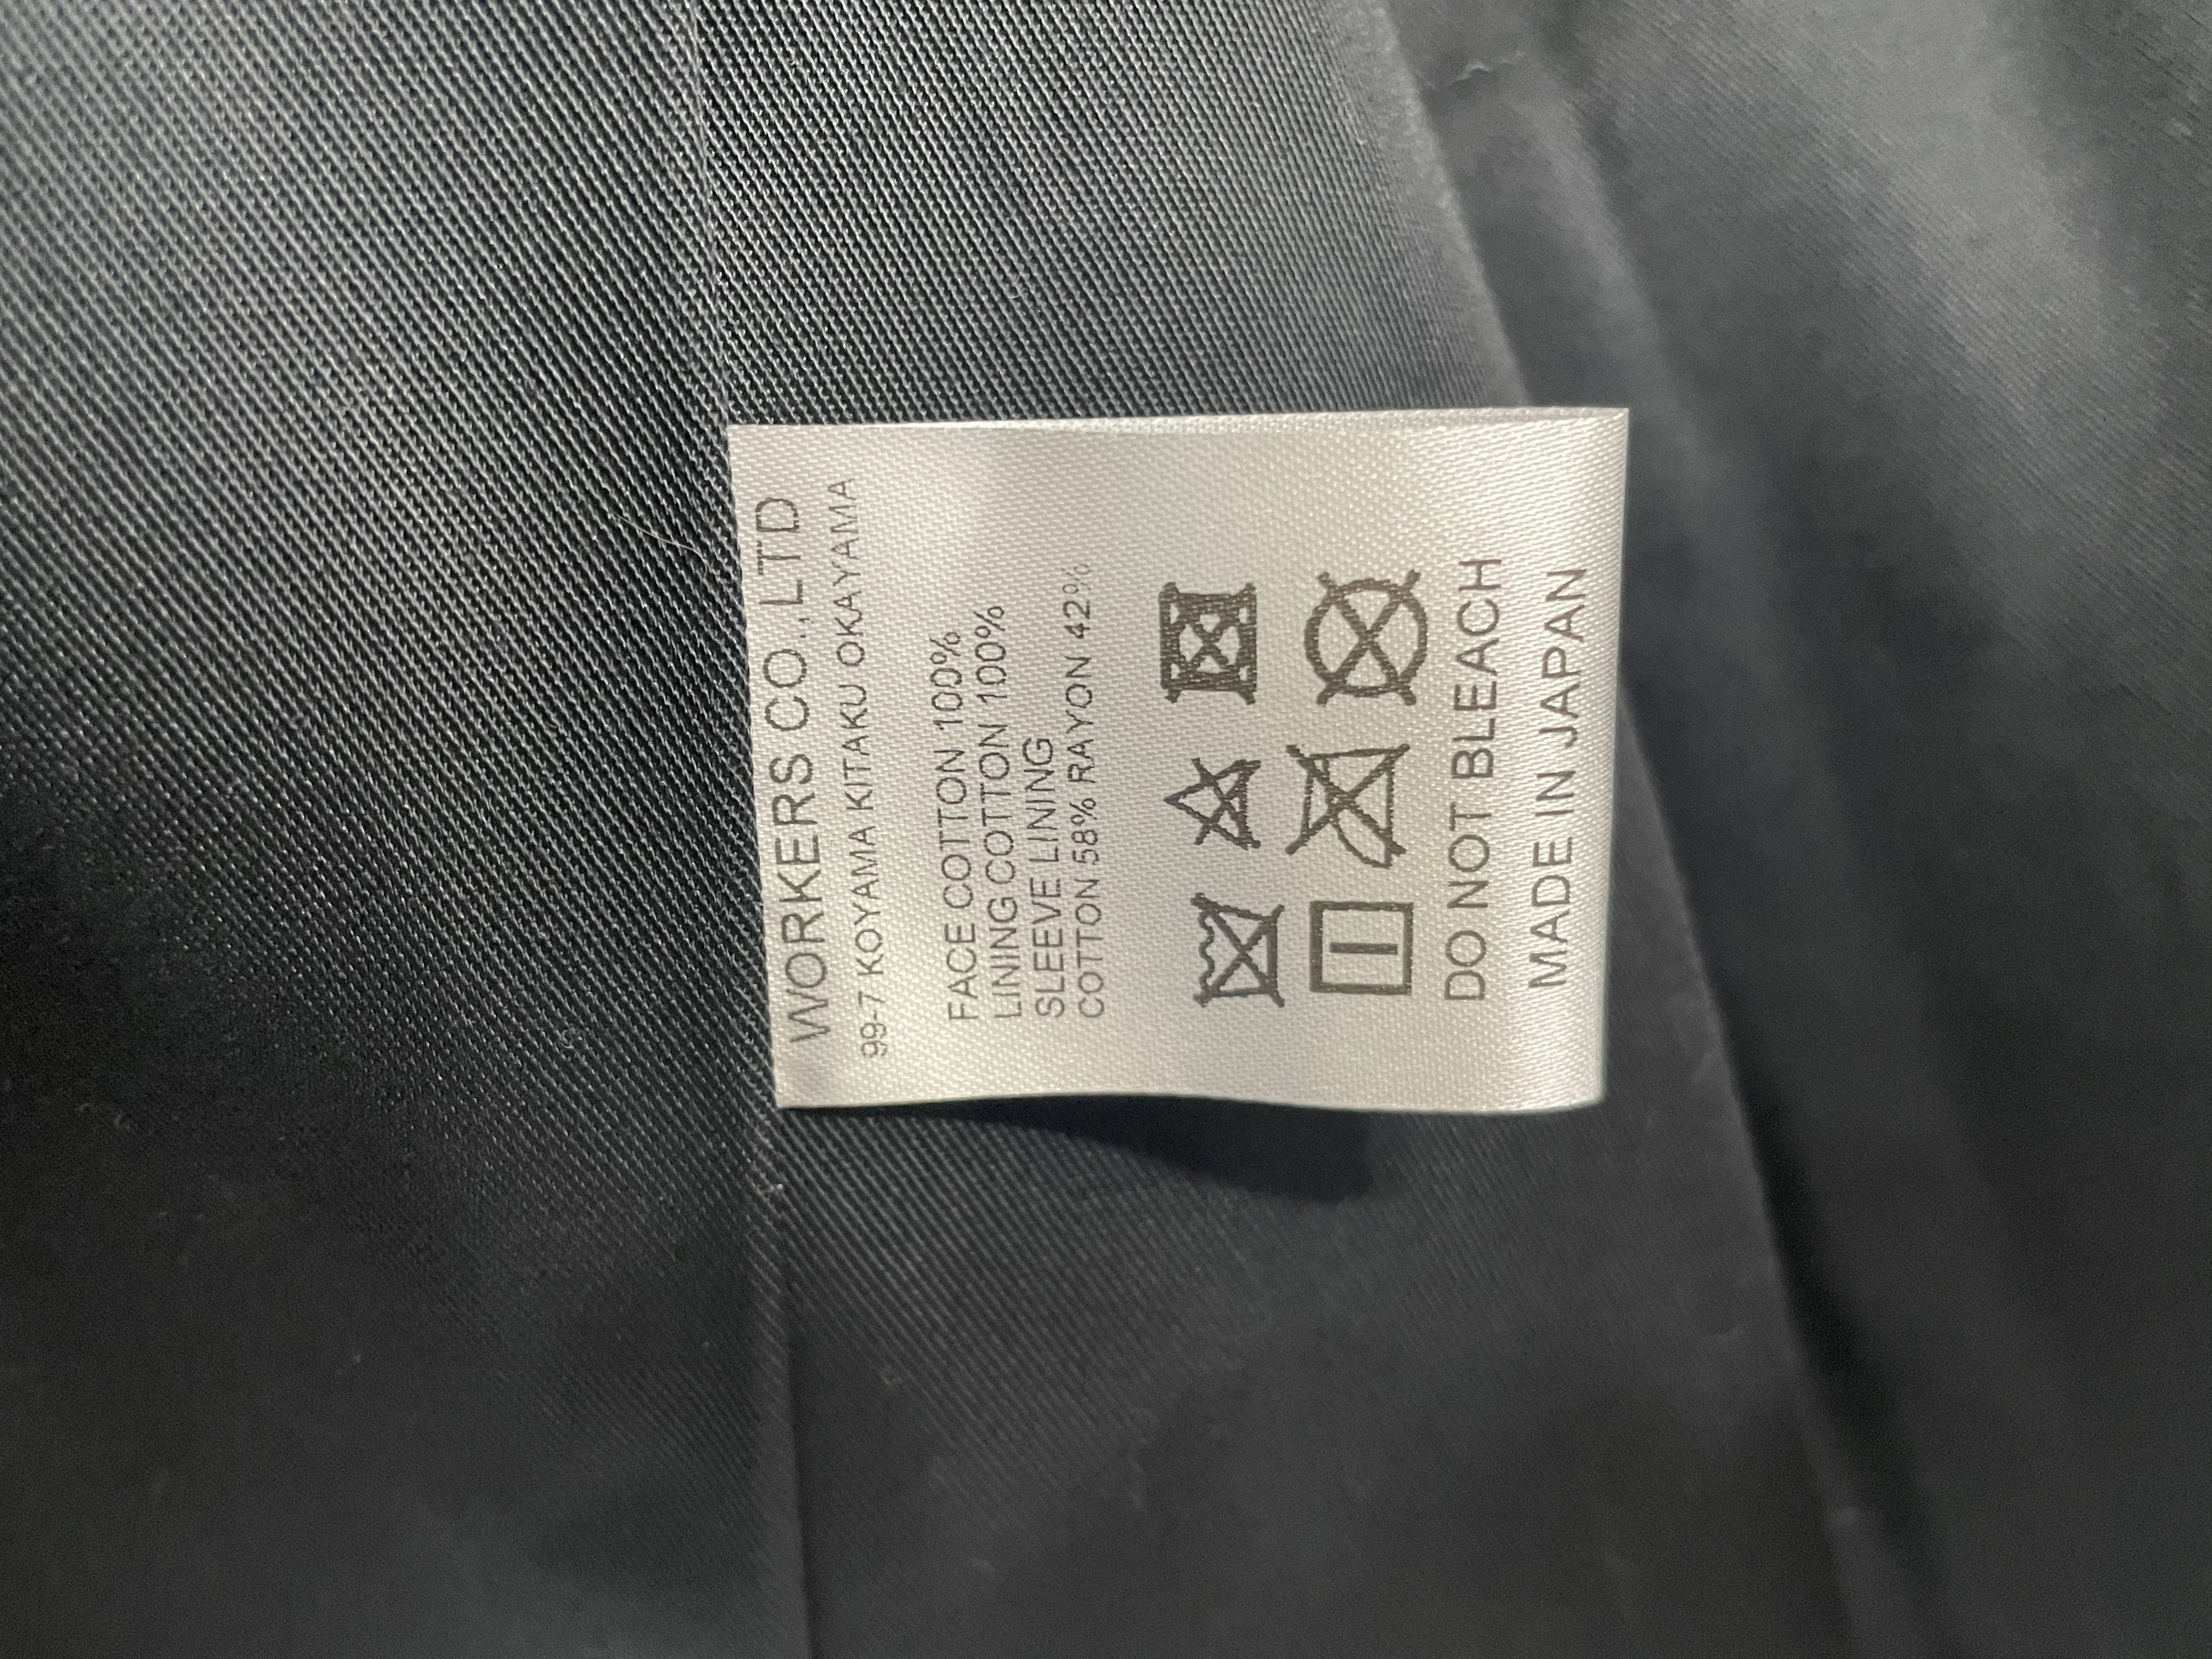 WORKERS CO.,LTD
99-7 KOYAMA KITAKU OKAYAMA
FACE COTTON 100%
LINING COTTON 100%
SLEEVE LINING
COTTON 58% RAYON 42%
DO NOT BLEACH
MADE IN JAPAN